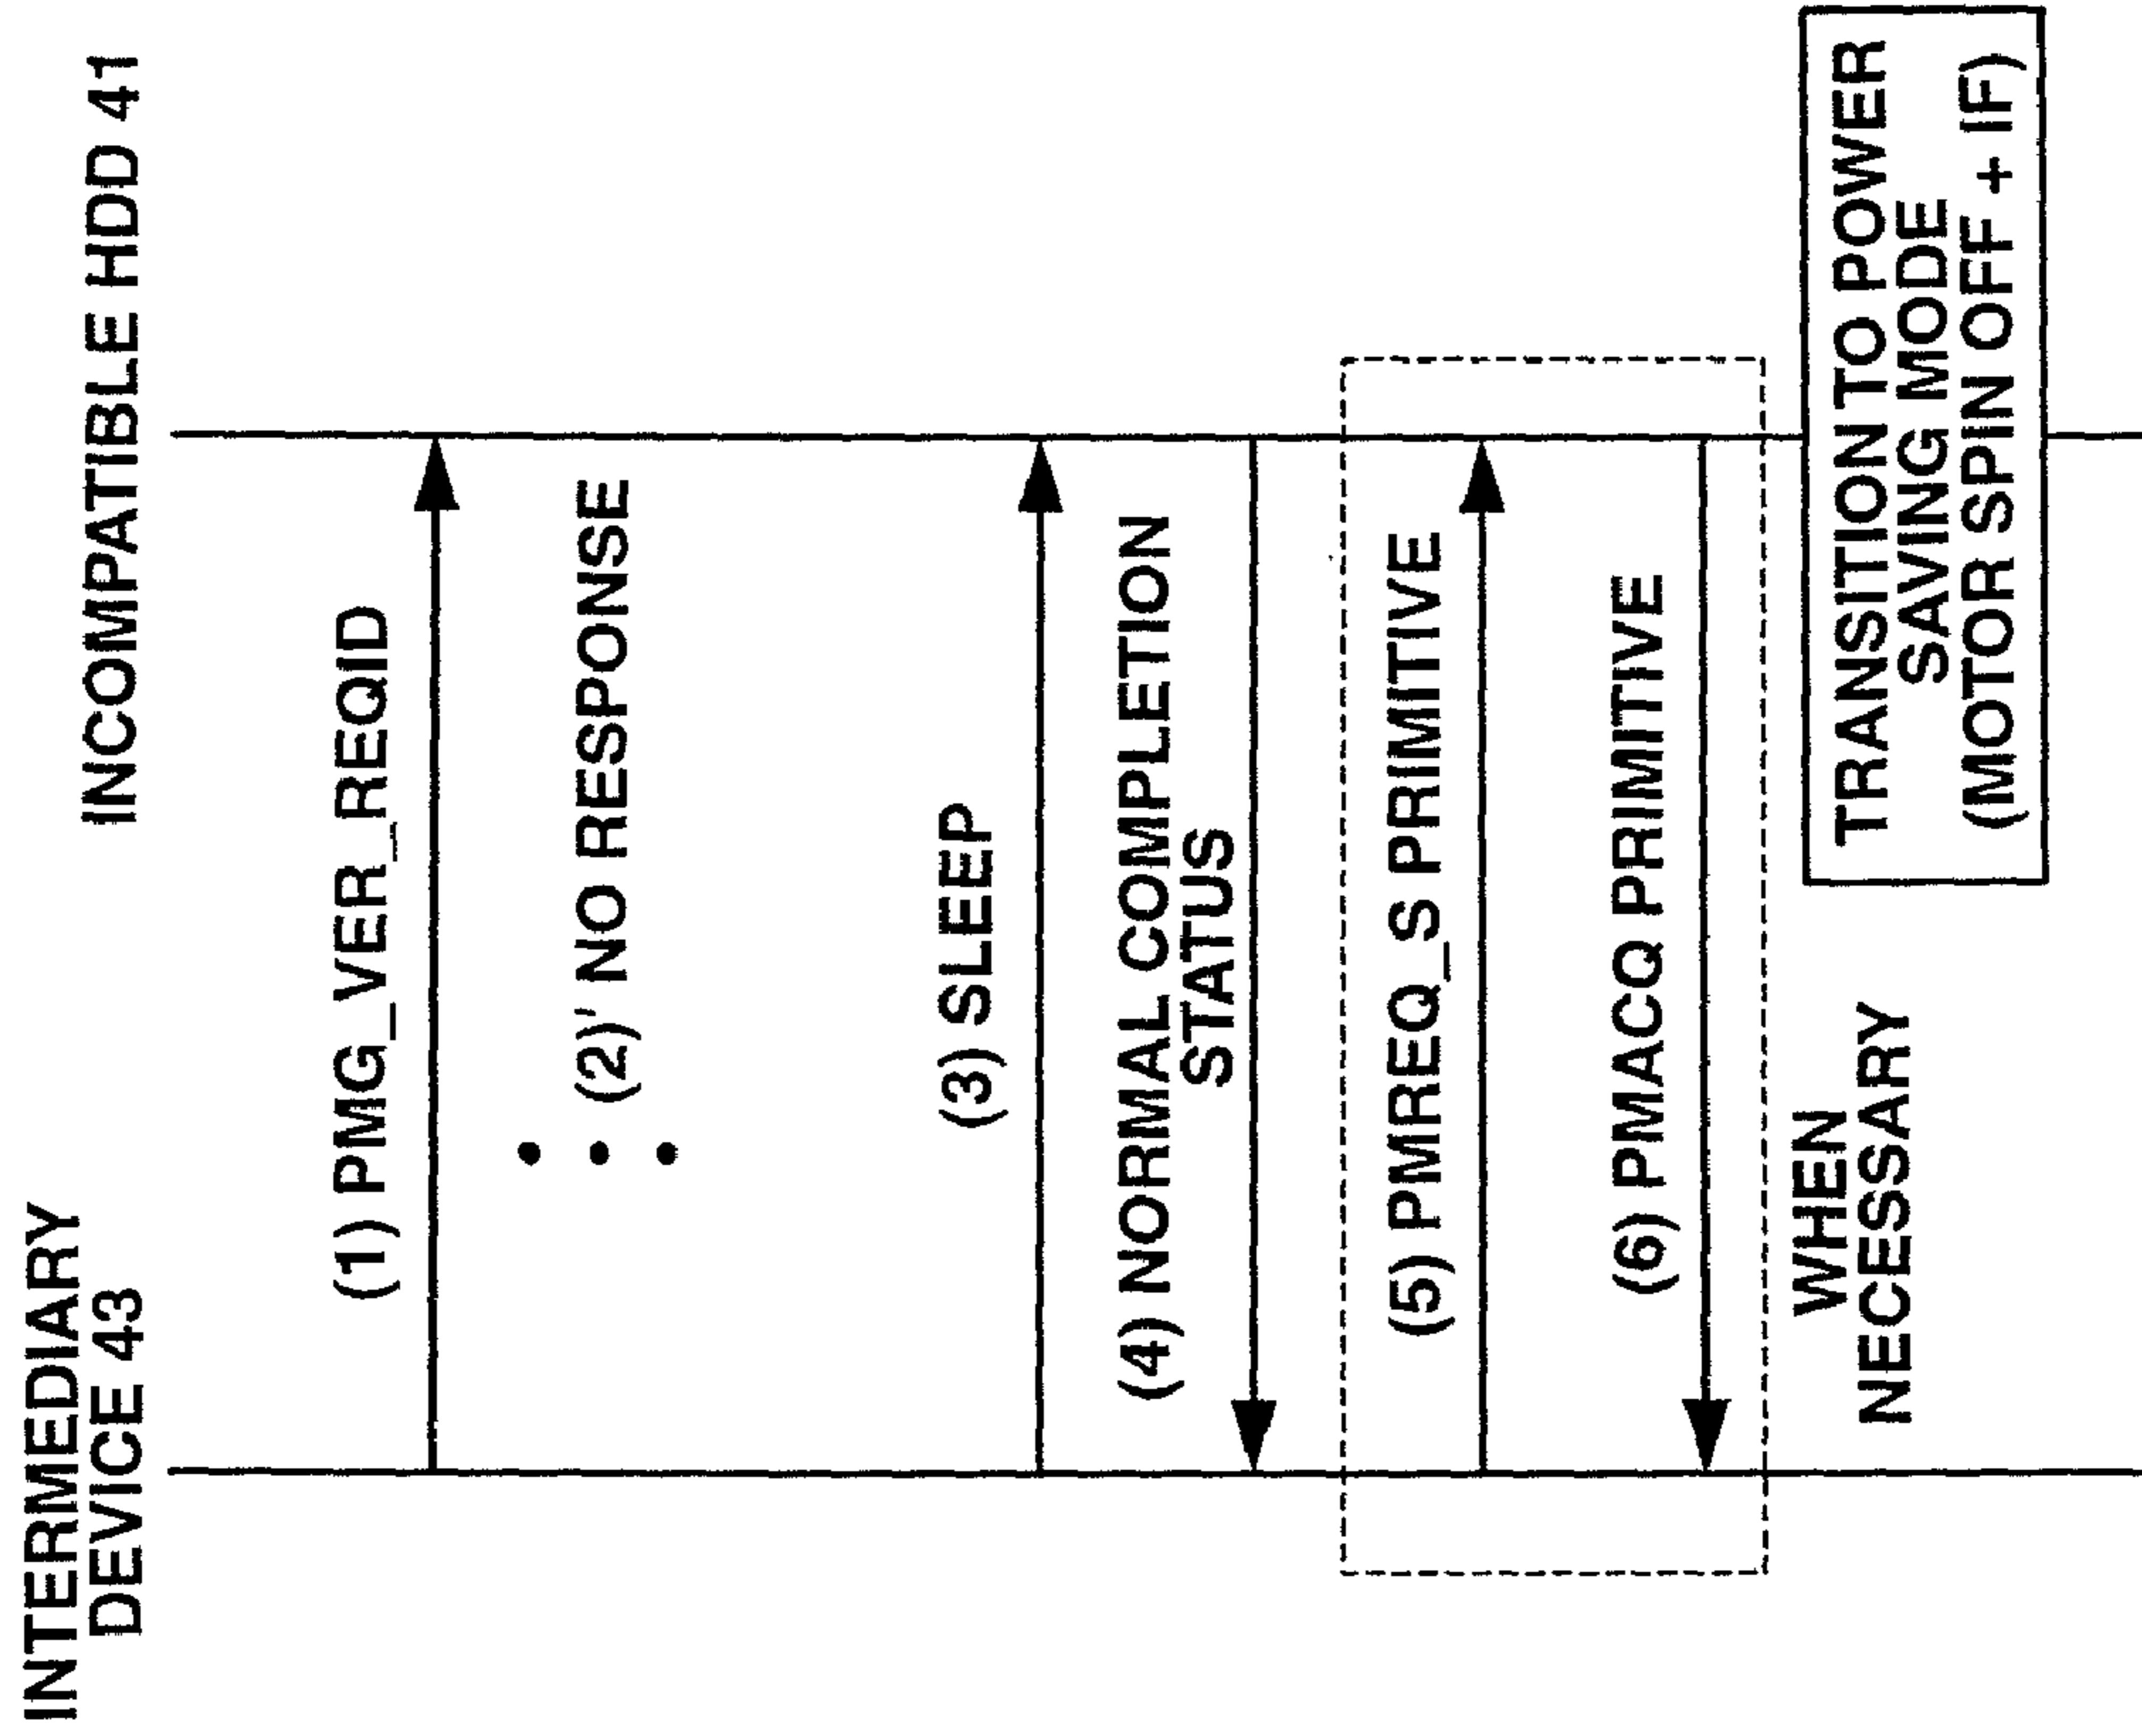 INTERMEDIARY
DEVICE 43
INCOMPATIBLE HDD 41
(1) PMG_VER_REQID
(2)' NO RESPONSE
(3) SLEEP
(4) NORMAL COMPLETION
STATUS
(5) PMREQ_S PRIMITIVE
(6) PMACQ PRIMITIVE
WHEN
NECESSARY
TRANSITION TO POWER
SAVING MODE
(MOTOR SPIN OFF + IF)